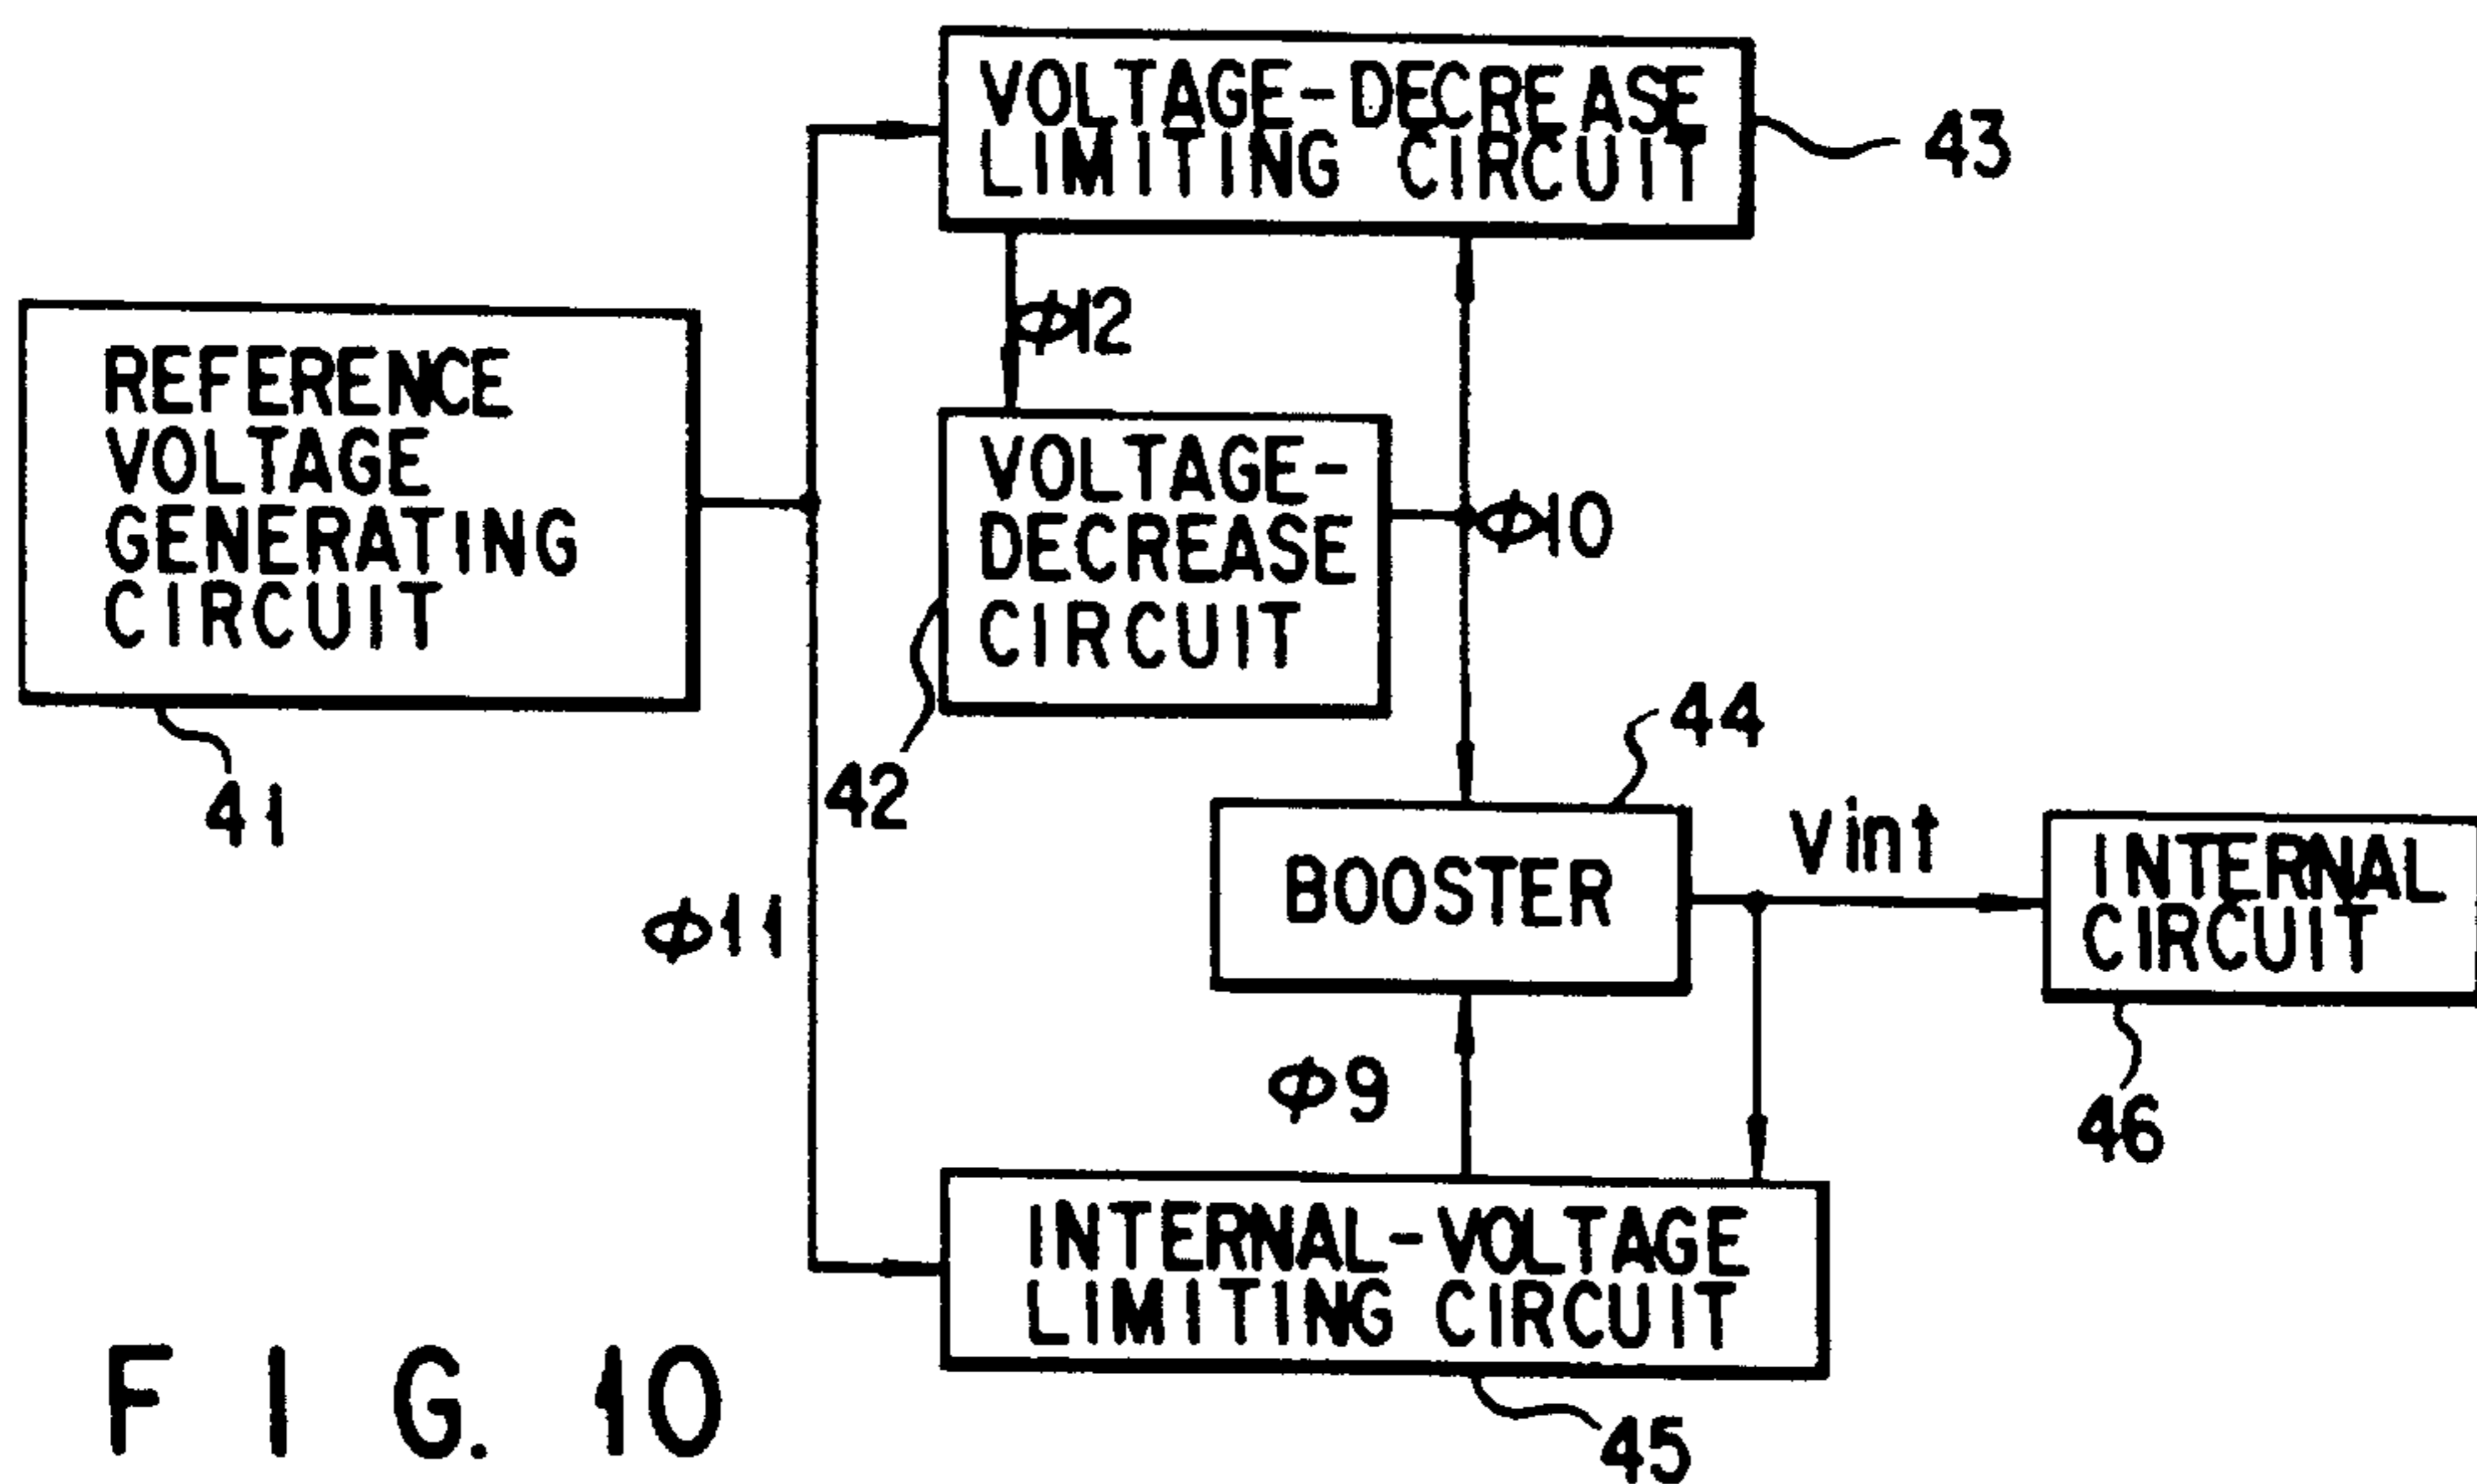 VOLTAGE-DECREASE
LIMITING CIRCUIT
43
φ12
REFERENCE
VOLTAGE
GENERATING
CIRCUIT
41
VOLTAGE-
DECREASE
CIRCUIT
42
φ10
44
BOOSTER
Vint
INTERNAL
CIRCUIT
46
φ11
φ9
INTERNAL-VOLTAGE
LIMITING CIRCUIT
45
FIG. 10